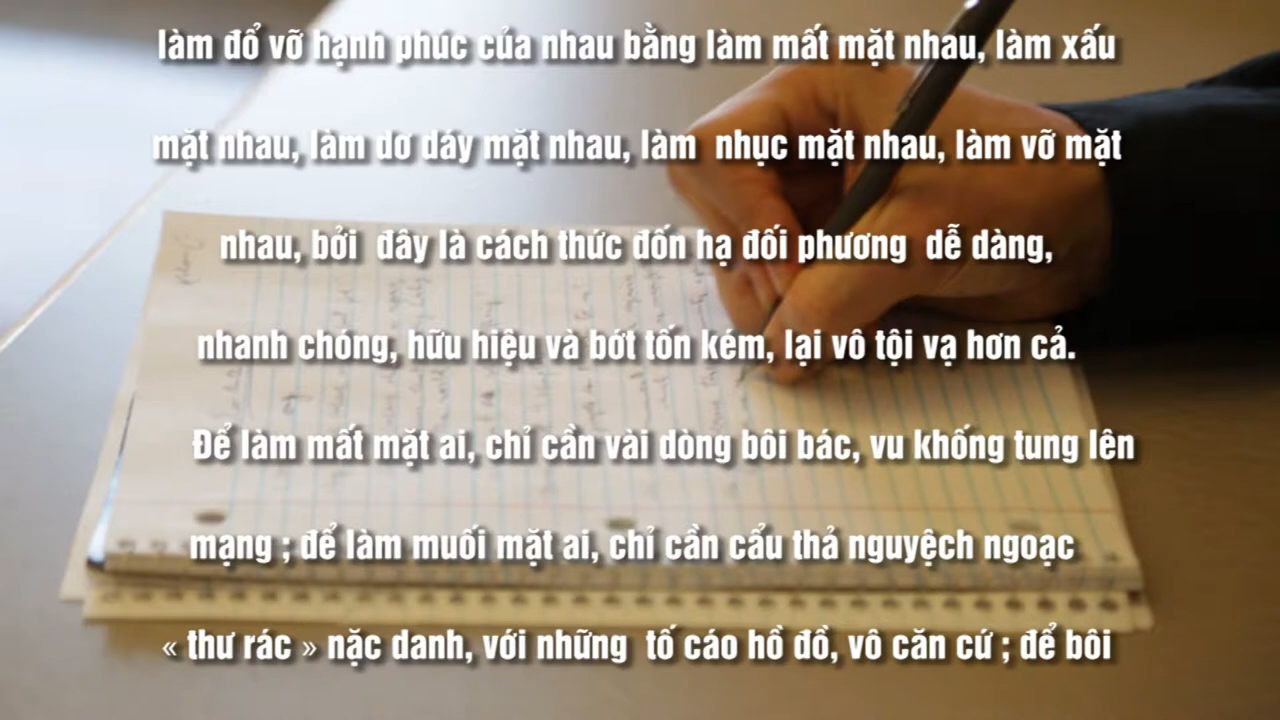 làm đổ vỡ hạnh phúc của nhau bằng làm mất mặt nhau, làm xấu
mặt nhau, làm dơ dáy mặt nhau, làm nhục mặt nhau, làm vỡ mặt
nhau, bởi đây là cách thức đốn hạ đối phương dễ dàng,
nhanh chóng, hữu hiệu và bớt tốn kém, lại vô tội vạ hơn cả.
Để làm mất mặt ai, chỉ cần vài dòng bôi bác, vu khống tung lên
mạng ; để làm muối mặt ai, chỉ cần cẩu thả nguyệch ngoạc
« thư rác » nặc danh, với những tố cáo hồ đồ, vô căn cứ ; để bôi